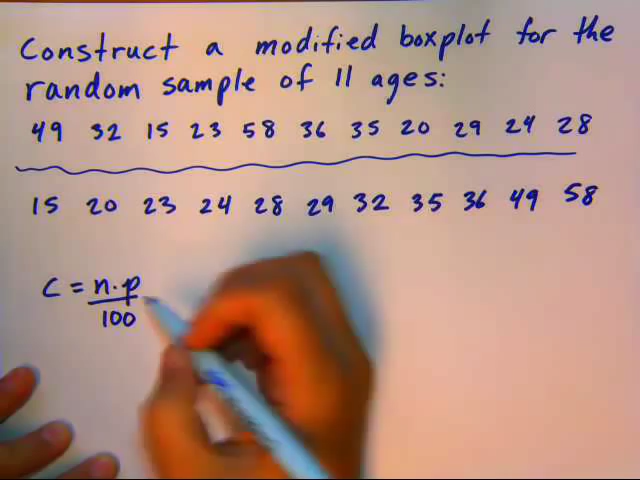 Construct a modified boxplot for the
random sample of 11 ages:
49 32 15 23 58 36 35 20 29 24 28
15 20 23 24 28 29 32 35 36 49 58
c = n·p
100